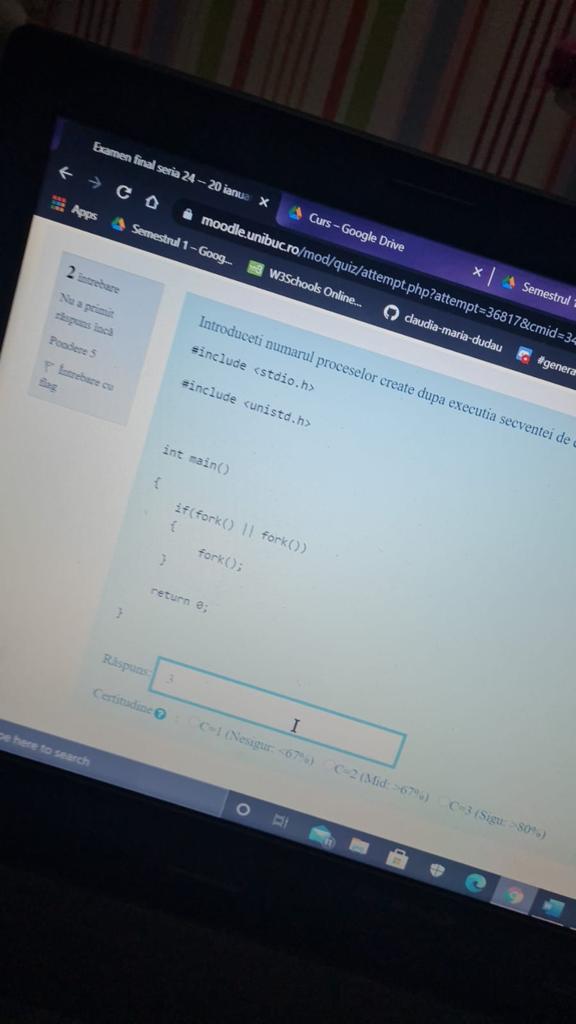 Examen final seria 24 – 20 ianua
Curs – Google Drive
Semestrul
moodle.unibuc.ro/mod/quiz/attempt.php?attempt=36817&cmid=34
Apps
Semestrul 1 – Goog...
W3Schools Online...
claudia-maria-dudau
#genera
2 întrebare
Nu a primit
răspuns încă
Pondere 5
Întrebare cu
flag
Introduceti numarul proceselor create dupa executia secventei de
#include <stdio.h>
#include <unistd.h>
int main()
{
if(fork() || fork())
{
fork();
}
return 0;
}
Răspuns:
3
Certitudine ? :
C=1 (Nesigur: <67%)
C=2 (Mid: >67%)
C=3 (Sigu: >80%)
pe here to search
11